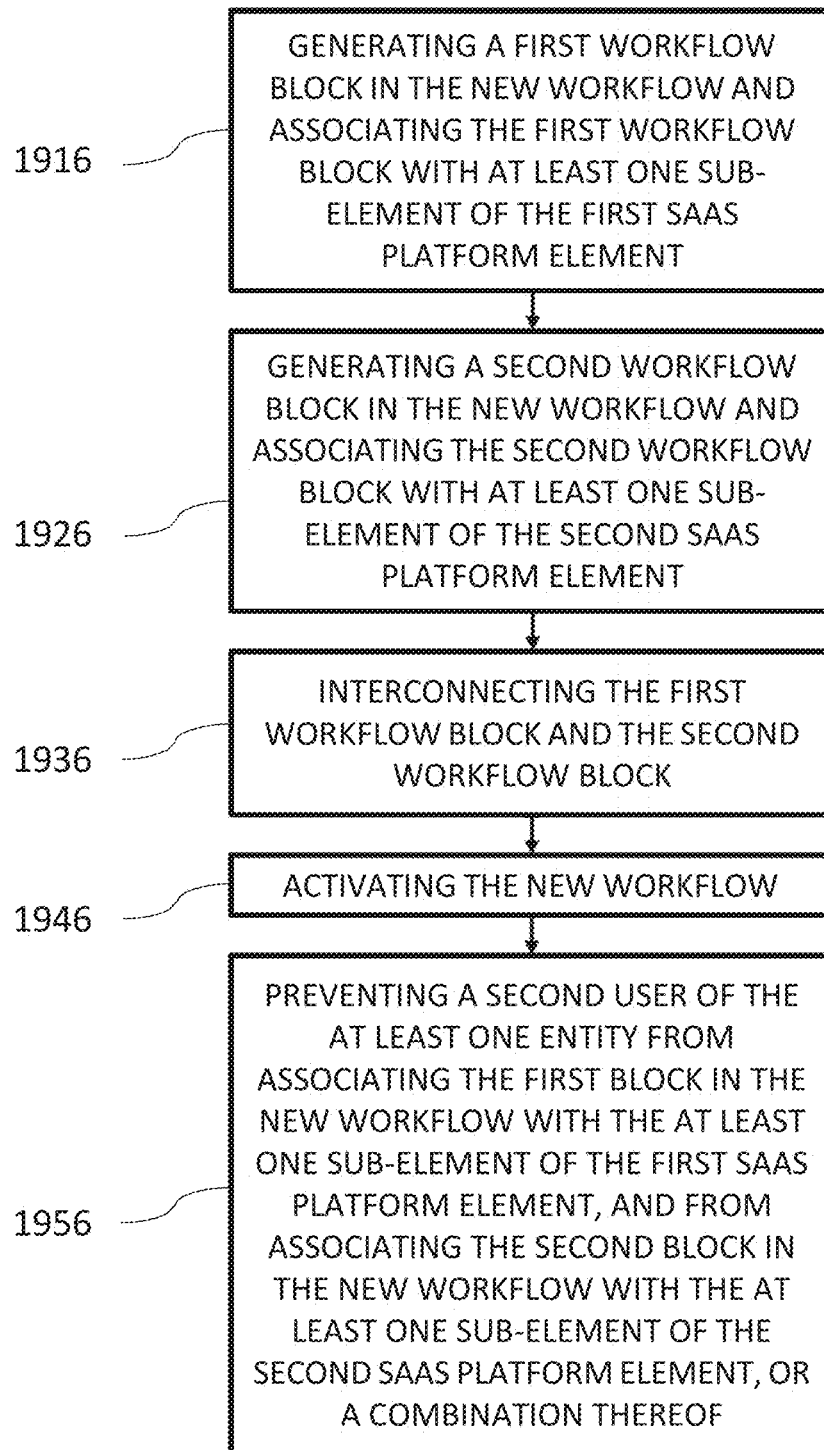 1916
GENERATING A FIRST WORKFLOW
BLOCK IN THE NEW WORKFLOW AND
ASSOCIATING THE FIRST WORKFLOW
BLOCK WITH AT LEAST ONE SUB-
ELEMENT OF THE FIRST SAAS
PLATFORM ELEMENT
1926
GENERATING A SECOND WORKFLOW
BLOCK IN THE NEW WORKFLOW AND
ASSOCIATING THE SECOND WORKFLOW
BLOCK WITH AT LEAST ONE SUB-
ELEMENT OF THE SECOND SAAS
PLATFORM ELEMENT
1936
INTERCONNECTING THE FIRST
WORKFLOW BLOCK AND THE SECOND
WORKFLOW BLOCK
1946
ACTIVATING THE NEW WORKFLOW
1956
PREVENTING A SECOND USER OF THE
AT LEAST ONE ENTITY FROM
ASSOCIATING THE FIRST BLOCK IN THE
NEW WORKFLOW WITH THE AT LEAST
ONE SUB-ELEMENT OF THE FIRST SAAS
PLATFORM ELEMENT, AND FROM
ASSOCIATING THE SECOND BLOCK IN
THE NEW WORKFLOW WITH THE AT
LEAST ONE SUB-ELEMENT OF THE
SECOND SAAS PLATFORM ELEMENT, OR
A COMBINATION THEREOF